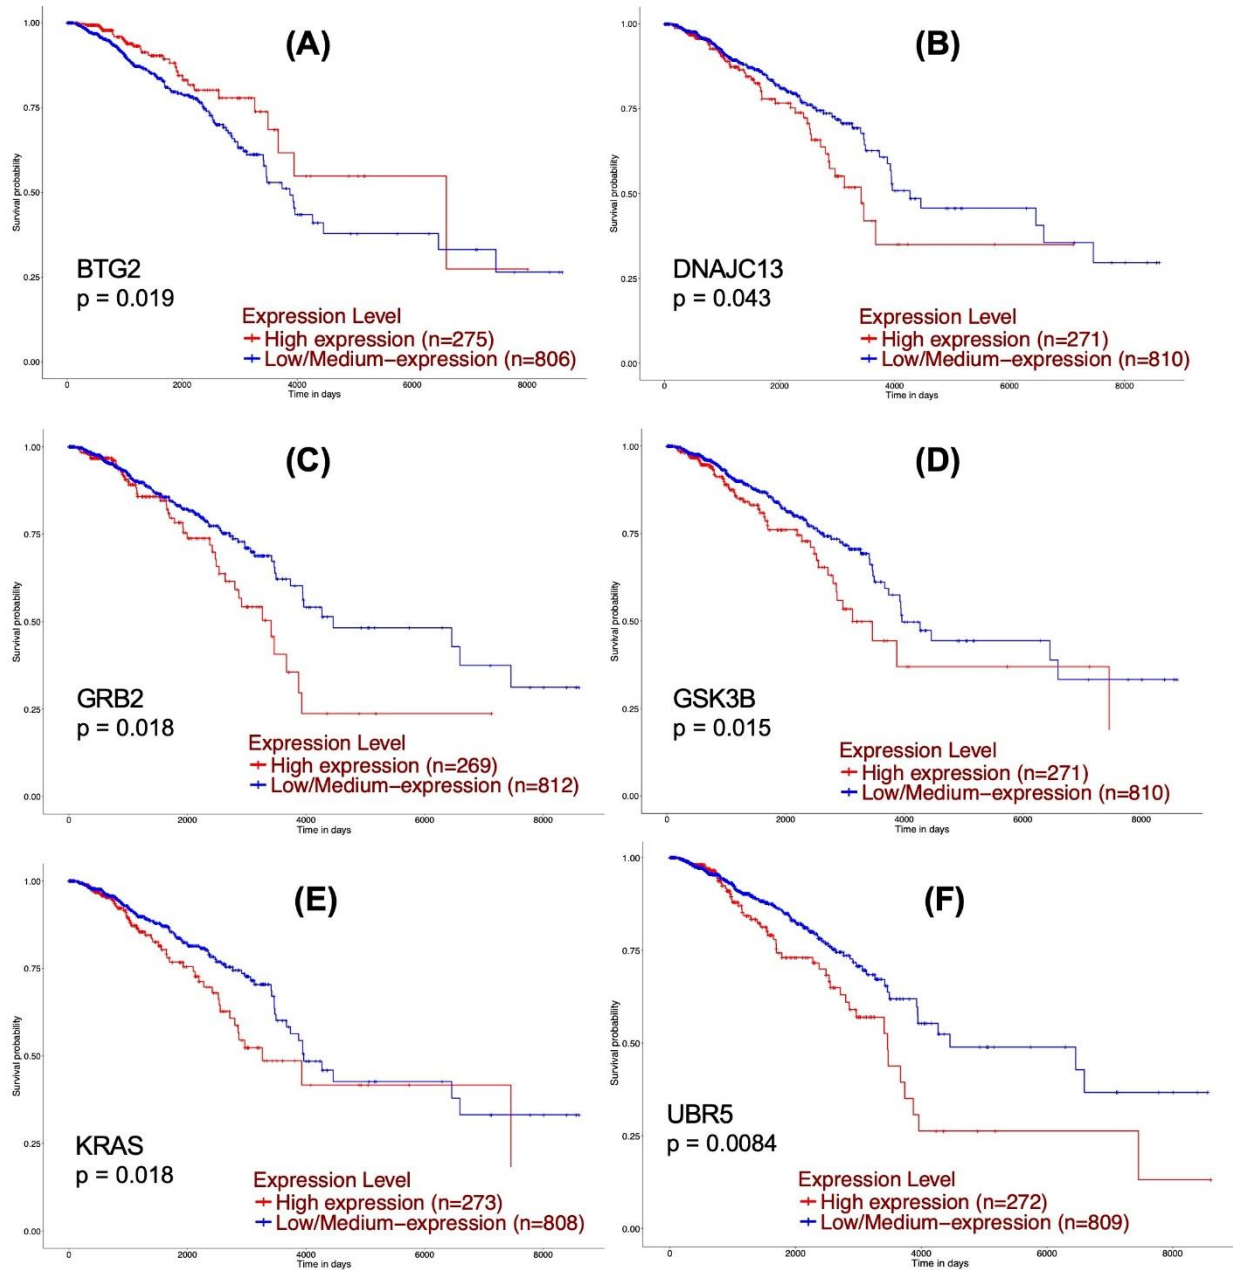 (A)
1.00
0.75
0.50
0.25
0.00
Survival probability
BTG2
p = 0.019
Expression Level
High expression (n=275)
Low/Medium-expression (n=806)
0 2000 4000 6000 8000
Time in days
(B)
1.00
0.75
0.50
0.25
0.00
Survival probability
DNAJC13
p = 0.043
Expression Level
High expression (n=271)
Low/Medium-expression (n=810)
0 2000 4000 6000 8000
Time in days
(C)
1.00
0.75
0.50
0.25
0.00
Survival probability
GRB2
p = 0.018
Expression Level
High expression (n=269)
Low/Medium-expression (n=812)
0 2000 4000 6000 8000
Time in days
(D)
1.00
0.75
0.50
0.25
0.00
Survival probability
GSK3B
p = 0.015
Expression Level
High expression (n=271)
Low/Medium-expression (n=810)
0 2000 4000 6000 8000
Time in days
(E)
1.00
0.75
0.50
0.25
0.00
Survival probability
KRAS
p = 0.018
Expression Level
High expression (n=273)
Low/Medium-expression (n=808)
0 2000 4000 6000 8000
Time in days
(F)
1.00
0.75
0.50
0.25
0.00
Survival probability
UBR5
p = 0.0084
Expression Level
High expression (n=272)
Low/Medium-expression (n=809)
0 2000 4000 6000 8000
Time in days